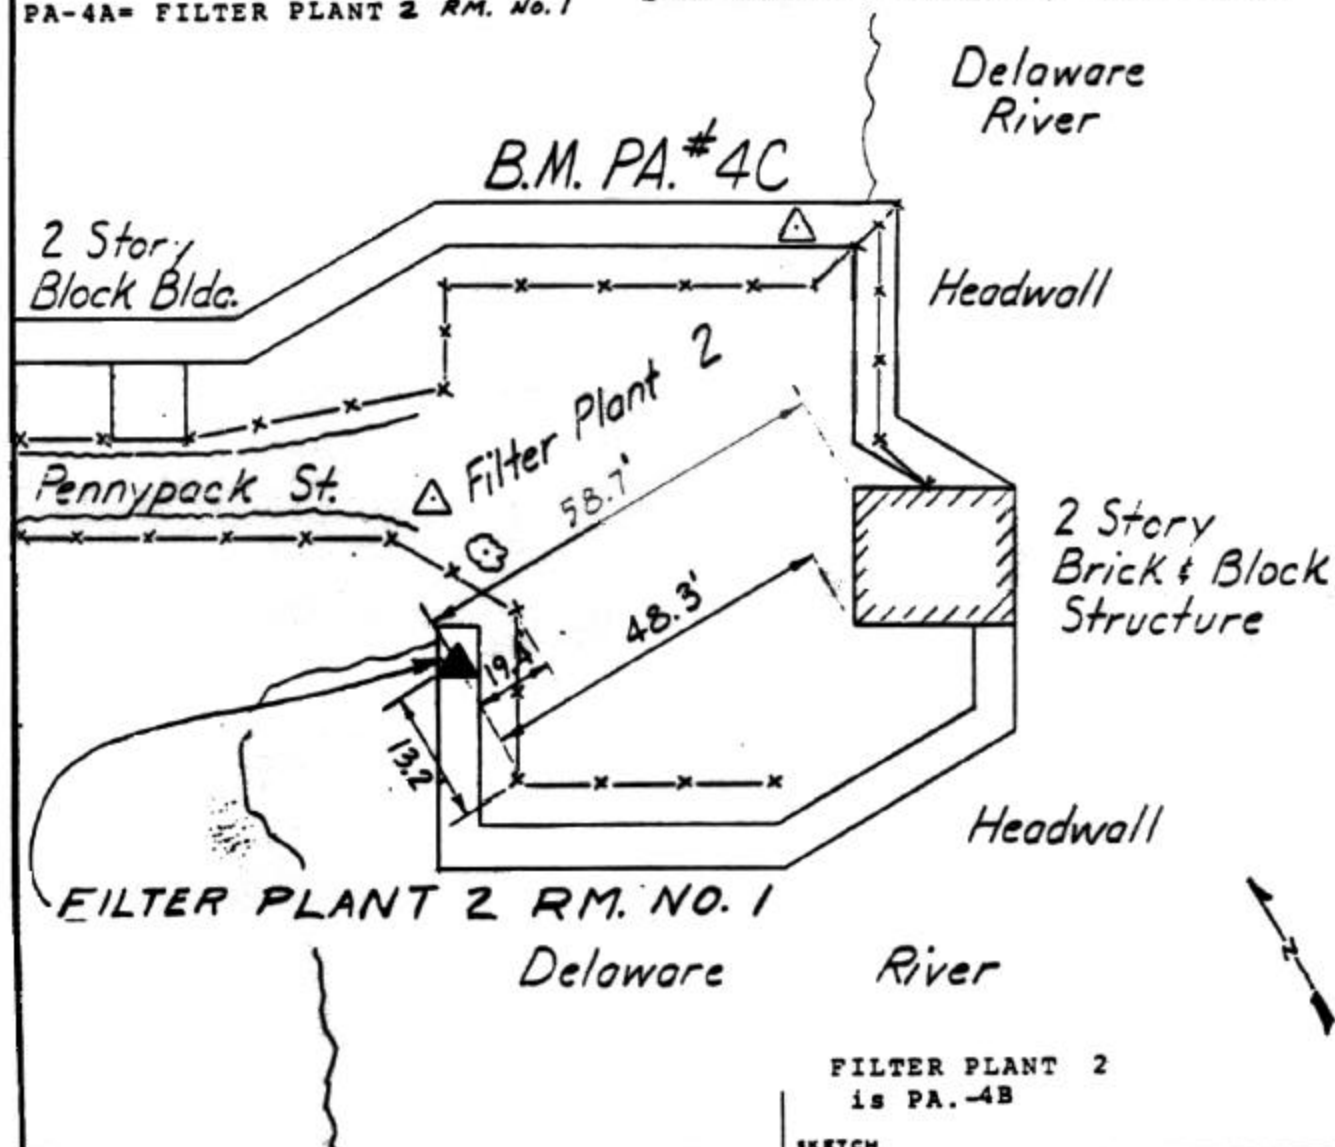 PA-4A= FILTER PLANT 2 RM. No.1
Delaware
River
B.M. PA.#4C
2 Story
Block Bldg.
Headwall
Filter Plant 2
58.7'
Pennypack St.
2 Story
Brick & Block
Structure
48.3'
19.4'
13.2
Headwall
FILTER PLANT 2 RM. NO. 1
Delaware River
N
FILTER PLANT 2
is PA.-4B
SKETCH